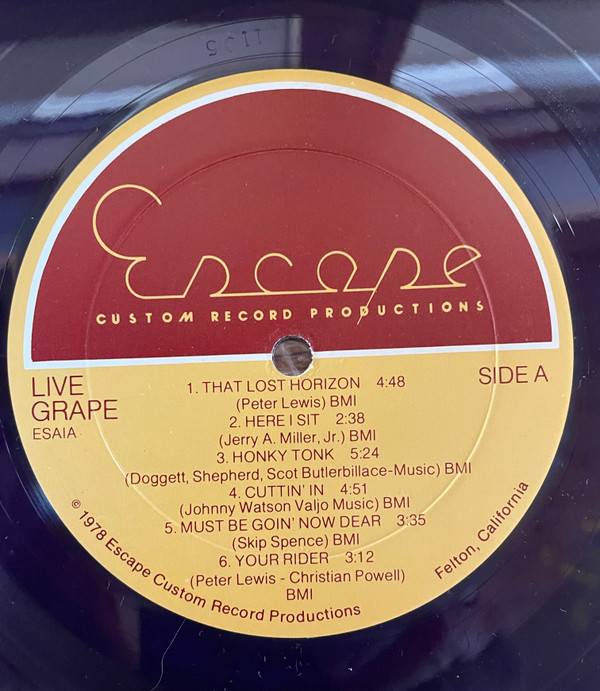 Escape
CUSTOM RECORD PRODUCTIONS
LIVE
GRAPE
ESA1A
SIDE A
1. THAT LOST HORIZON 4:48
(Peter Lewis) BMI
2. HERE I SIT 2:38
(Jerry A. Miller, Jr.) BMI
3. HONKY TONK 5:24
(Doggett, Shepherd, Scot Butlerbillace-Music) BMI
4. CUTTIN' IN 4:51
(Johnny Watson Valjo Music) BMI
5. MUST BE GOIN' NOW DEAR 3:35
(Skip Spence) BMI
6. YOUR RIDER 3:12
(Peter Lewis - Christian Powell)
BMI
© 1978 Escape Custom Record Productions
Felton, California